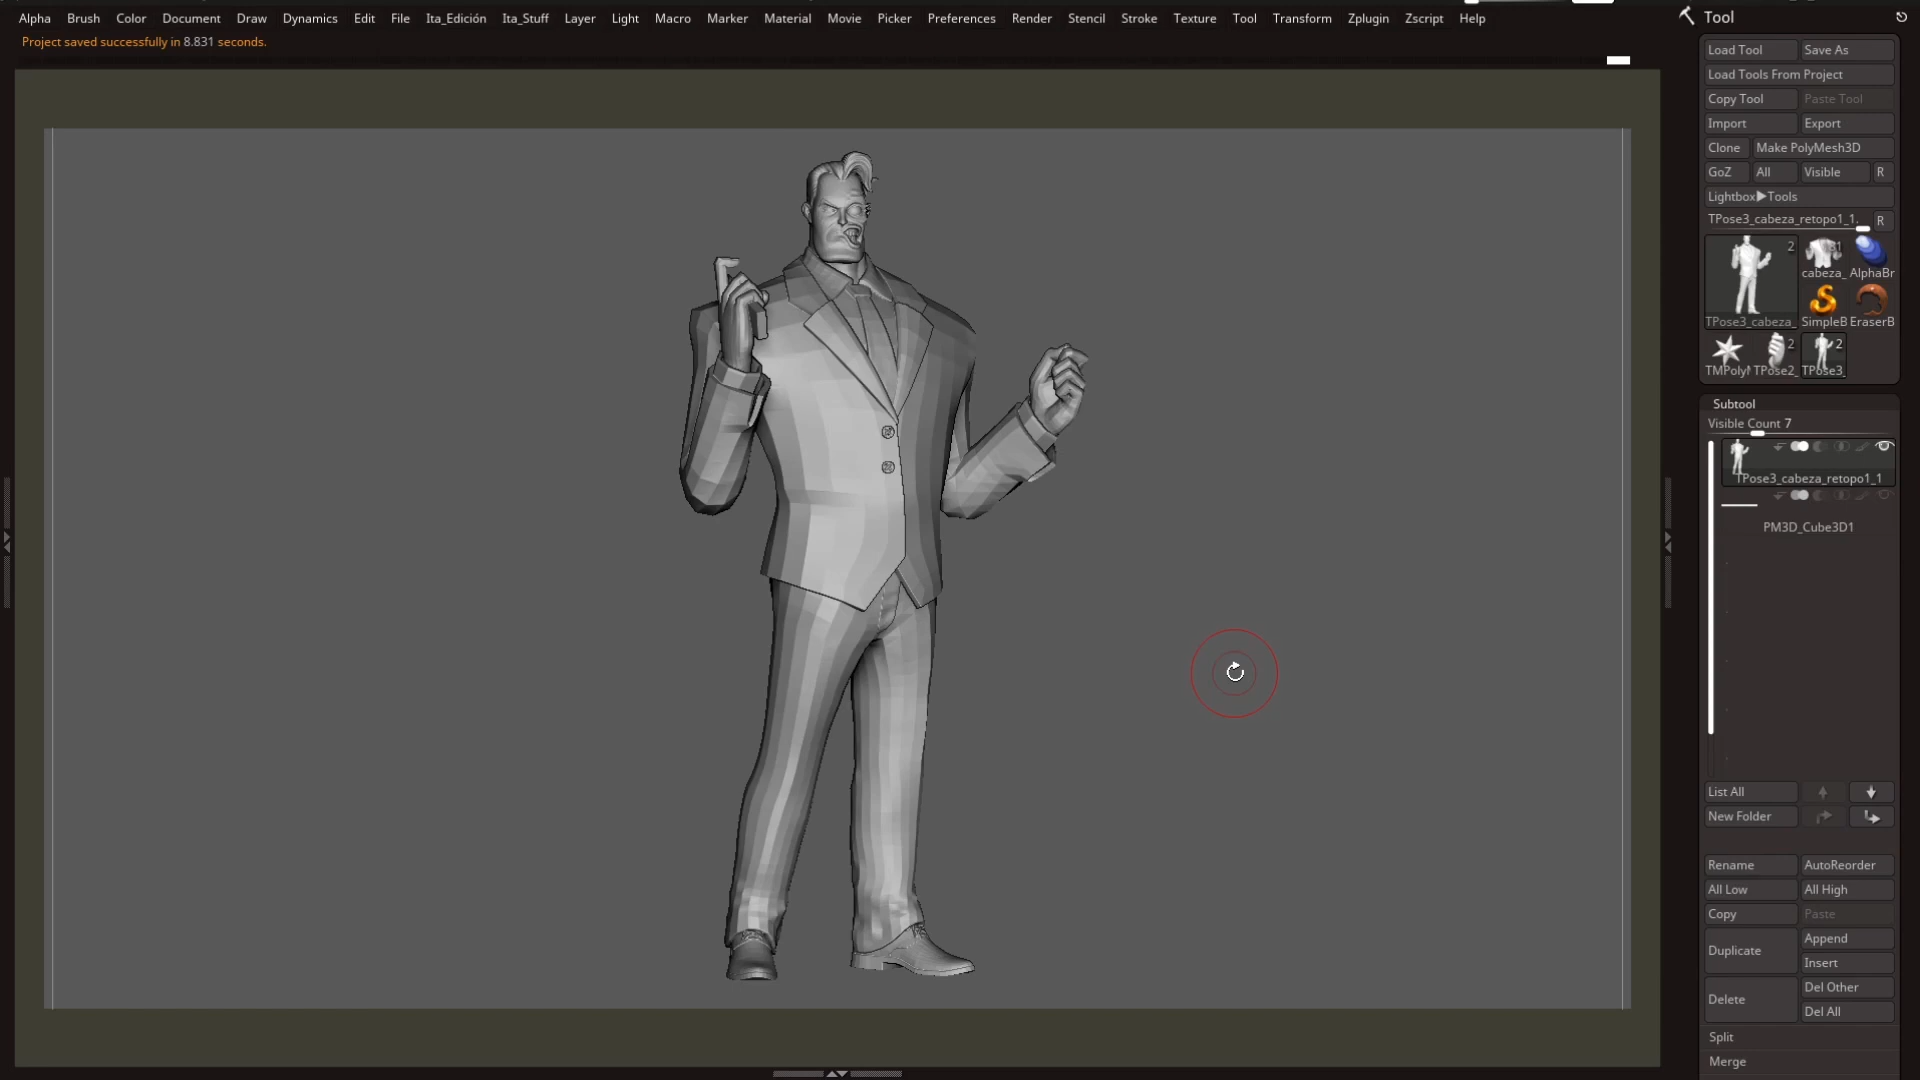 Alpha Brush Color Document Draw Dynamics Edit File Ita_Edición Ita_Stuff Layer Light Macro Marker Material Movie Picker Preferences Render Stencil Stroke Texture Tool Transform Zplugin Zscript Help
Project saved successfully in 8.831 seconds.
Tool
Load Tool Save As
Load Tools From Project
Copy Tool Paste Tool
Import Export
Clone Make PolyMesh3D
GoZ All Visible R
Lightbox▶Tools
TPose3_cabeza_retopo1_1. R
2
cabeza_ AlphaBr
TPose3_cabeza_ SimpleB EraserB
2 2
TMPolyM TPose2_ TPose3_
Subtool
Visible Count 7
TPose3_cabeza_retopo1_1
PM3D_Cube3D1
List All
New Folder
Rename AutoReorder
All Low All High
Copy Paste
Duplicate Append
Insert
Delete Del Other
Del All
Split
Merge